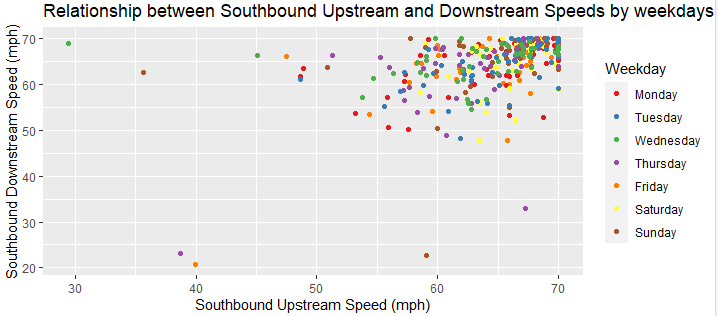 Relationship between Southbound Upstream and Downstream Speeds by weekdays
Southbound Downstream Speed (mph)
70
60
50
40
30
20
30
40
50
60
70
Southbound Upstream Speed (mph)
Weekday
Monday
Tuesday
Wednesday
Thursday
Friday
Saturday
Sunday